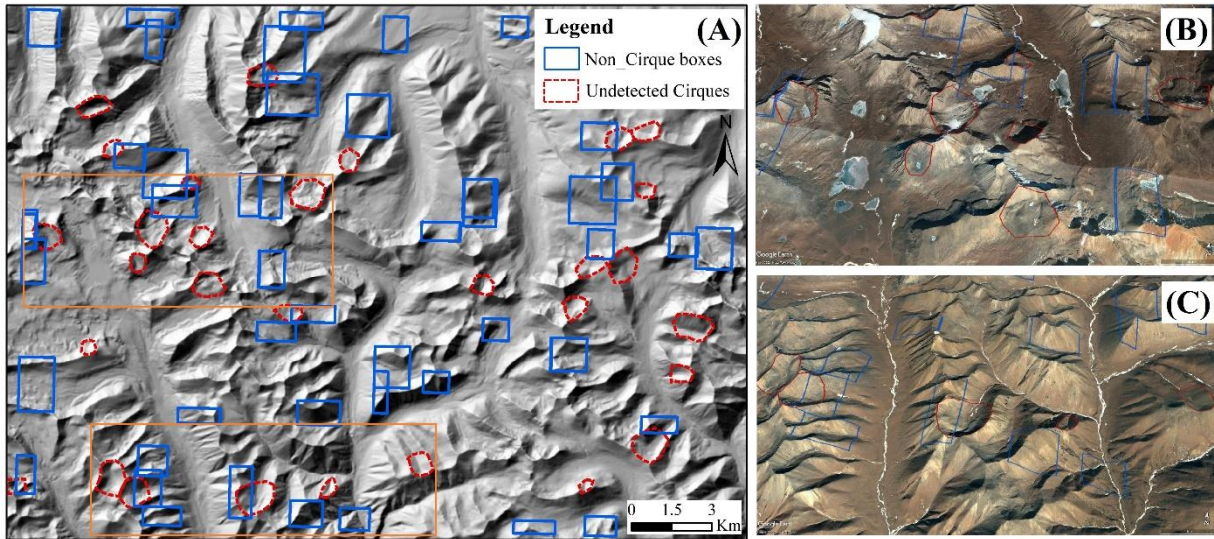 Legend
(A)
Non_Cirque boxes
Undetected Cirques
N
0 1.5 3
Km
(B)
Google Earth
(C)
Google Earth